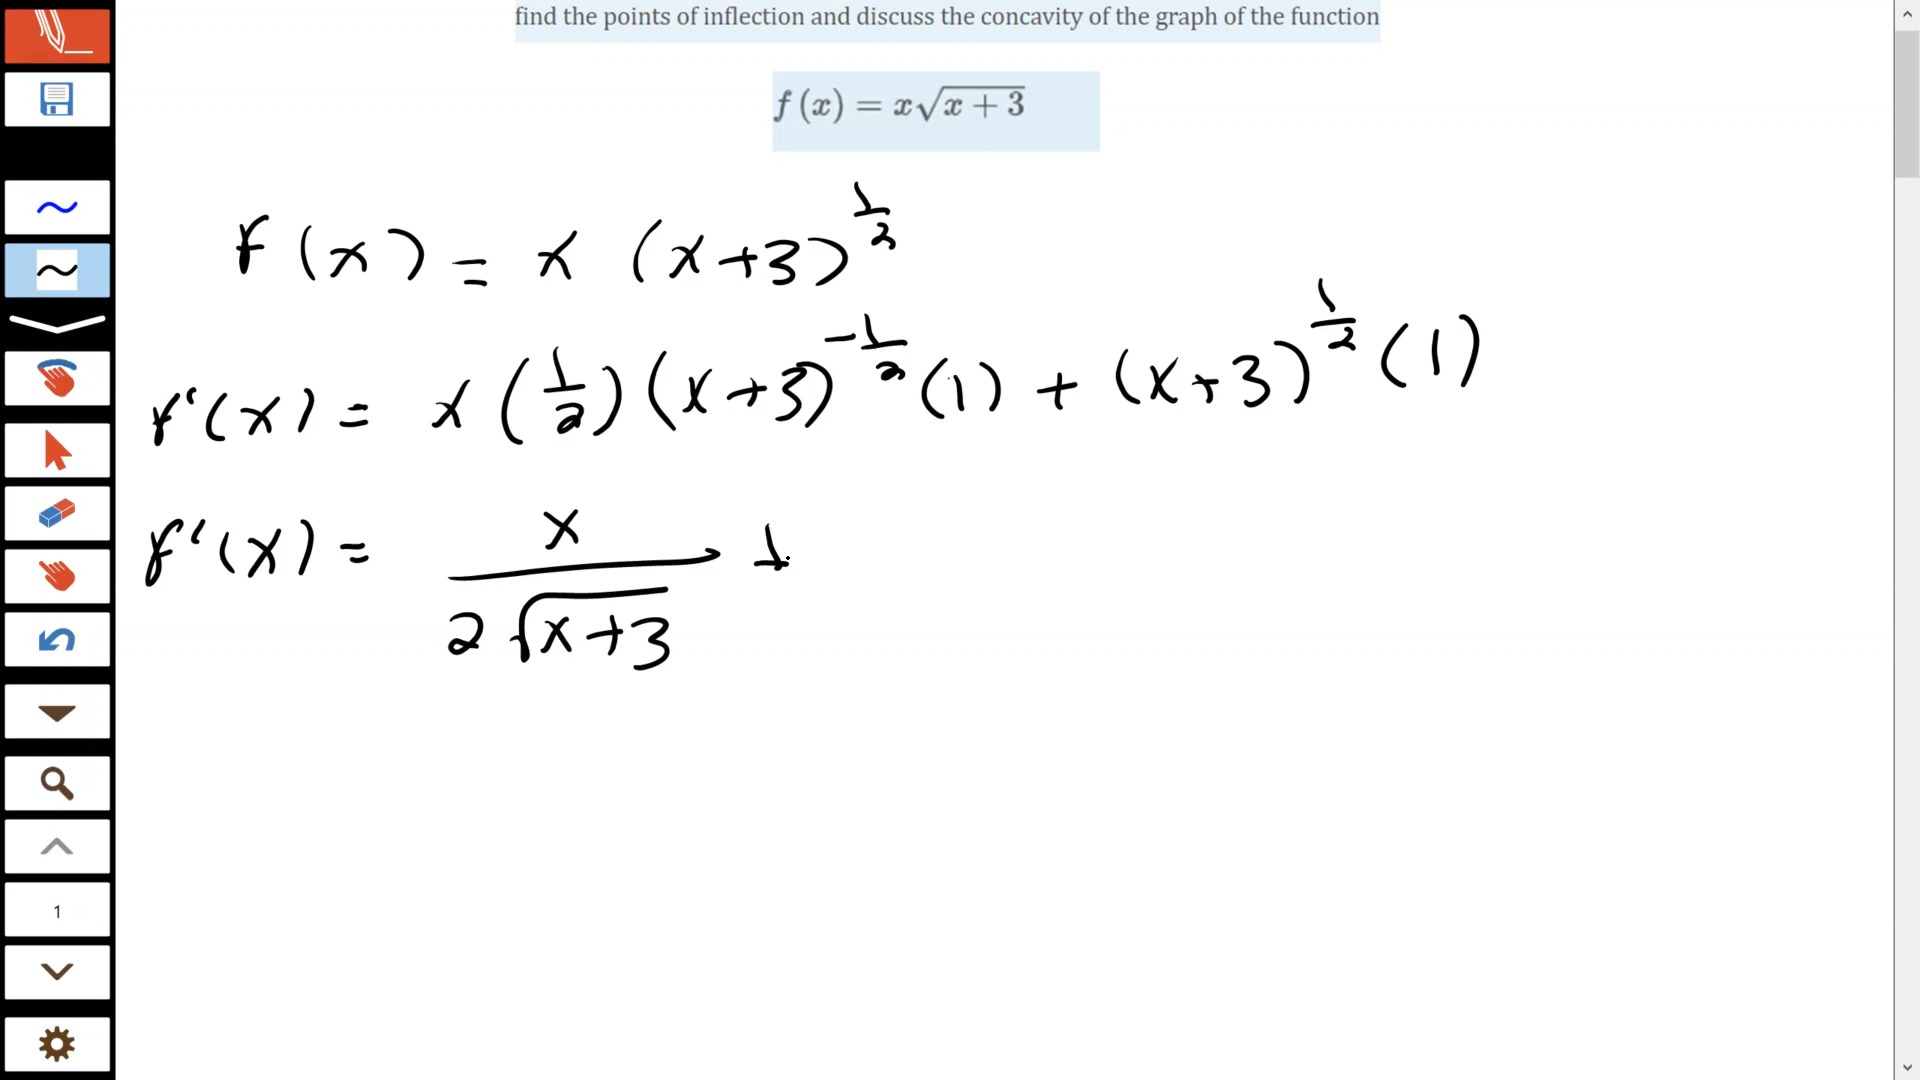 find the points of inflection and discuss the concavity of the graph of the function
f (x) = x√(x + 3)
f(x) = x (x+3)^(1/2)
f'(x) = x (1/2) (x+3)^(-1/2) (1) + (x+3)^(1/2) (1)
f'(x) = x / (2 √(x+3)) 1
1